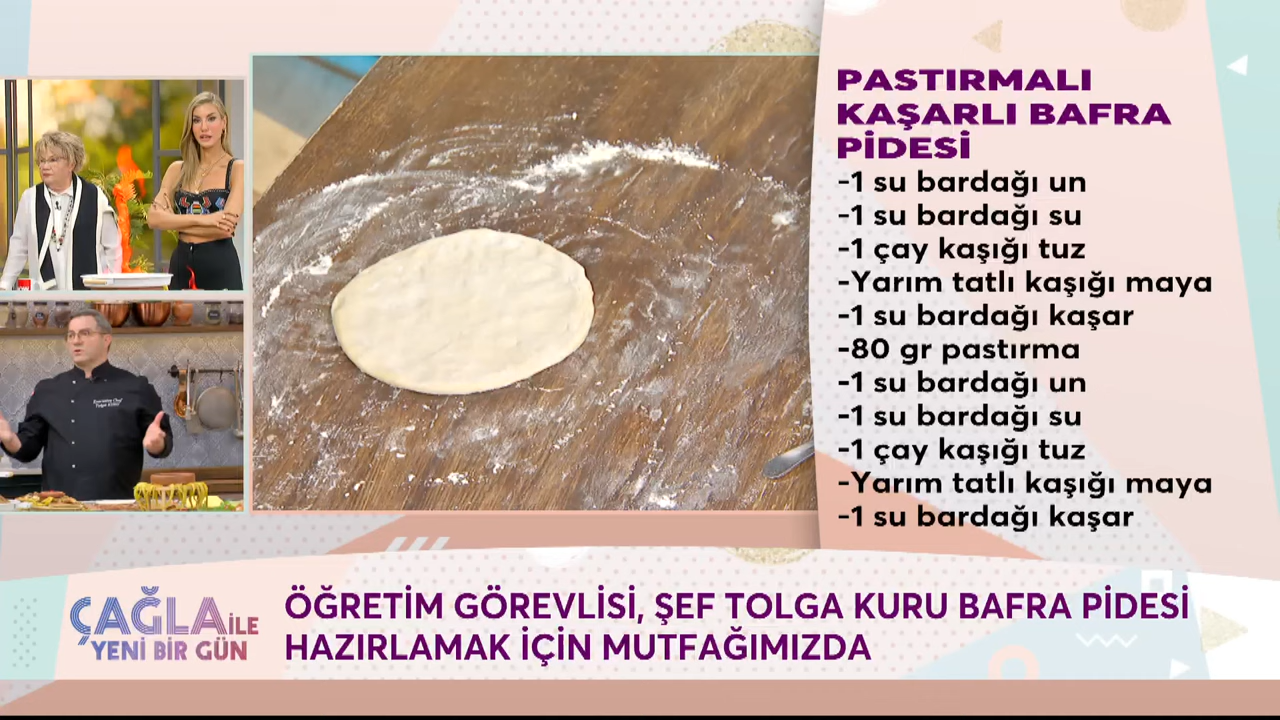 PASTIRMALI
KAŞARLI BAFRA
PİDESİ
-1 su bardağı un
-1 su bardağı su
-1 çay kaşığı tuz
-Yarım tatlı kaşığı maya
-1 su bardağı kaşar
-80 gr pastırma
-1 su bardağı un
-1 su bardağı su
-1 çay kaşığı tuz
-Yarım tatlı kaşığı maya
-1 su bardağı kaşar
ÇAĞLA İLE
YENİ BİR GÜN
ÖĞRETİM GÖREVLİSİ, ŞEF TOLGA KURU BAFRA PİDESİ
HAZIRLAMAK İÇİN MUTFAĞIMIZDA